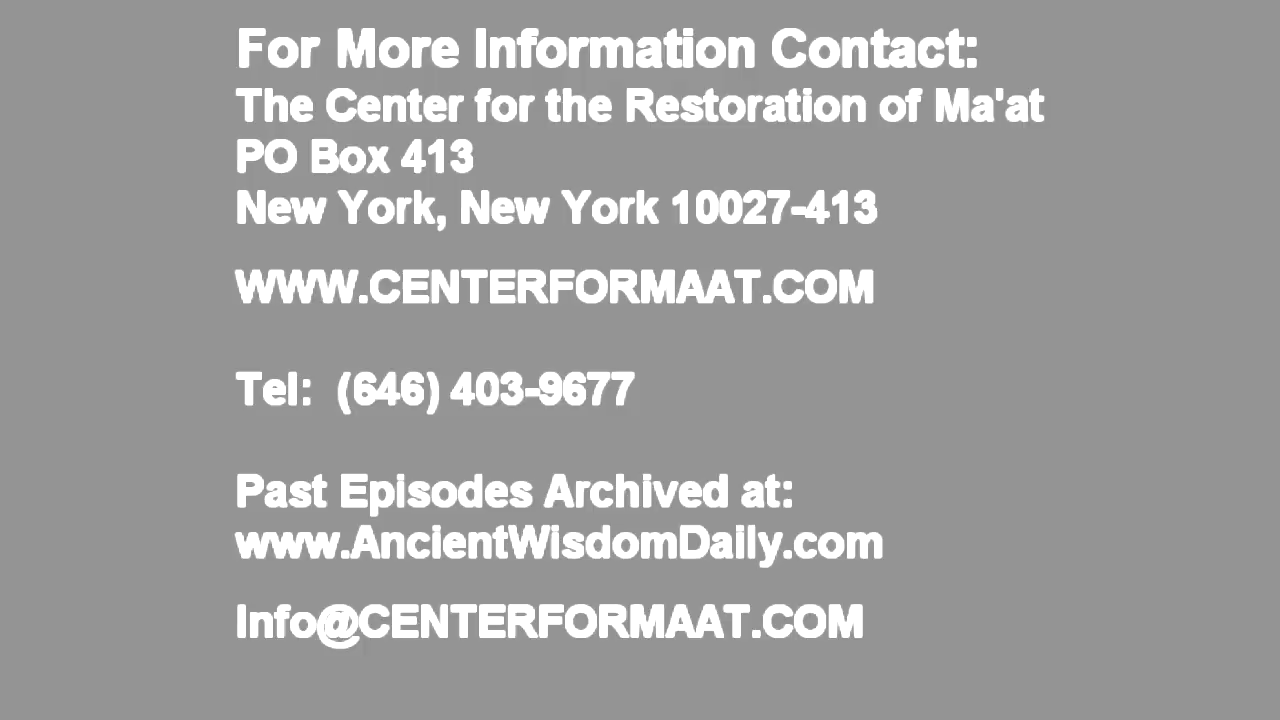 For More Information Contact:
The Center for the Restoration of Ma'at
PO Box 413
New York, New York 10027-413
WWW.CENTERFORMAAT.COM
Tel:  (646) 403-9677
Past Episodes Archived at:
www.AncientWisdomDaily.com
Info@CENTERFORMAAT.COM